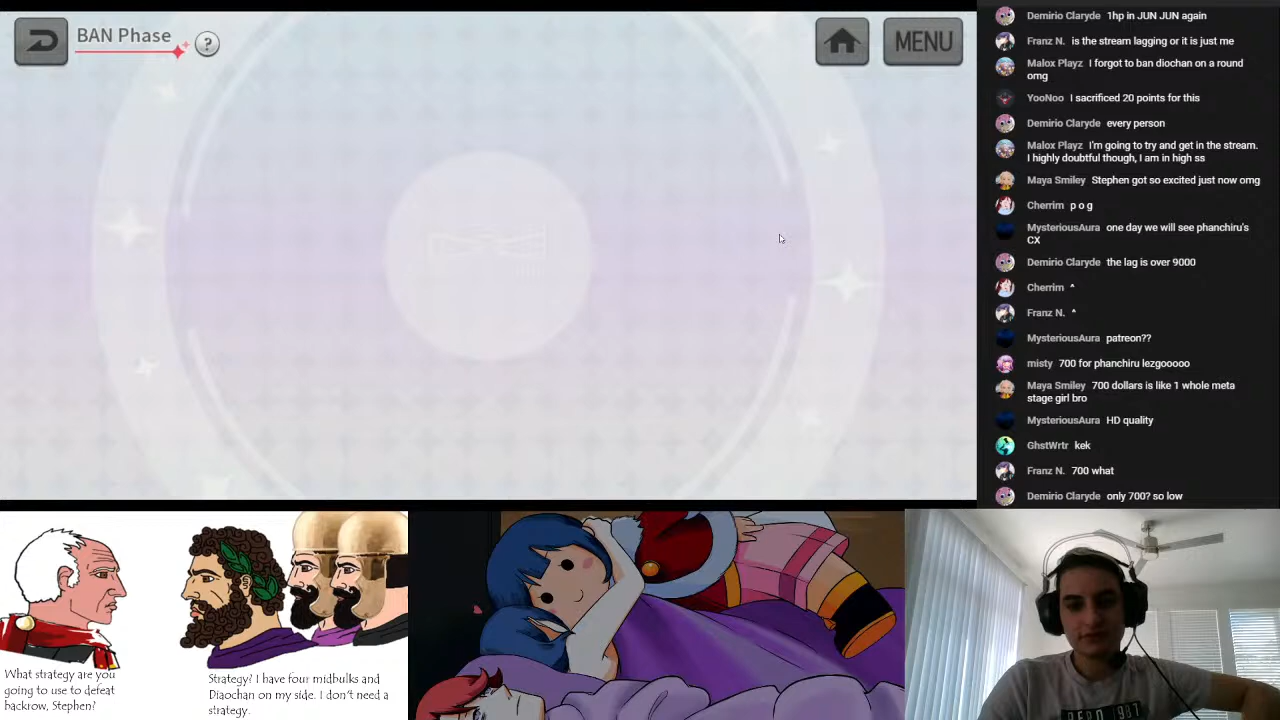 BAN Phase
?
MENU
Demirio Claryde 1hp in JUN JUN again
Franz N. is the stream lagging or it is just me
Malox Playz I forgot to ban diochan on a round
omg
YooNoo I sacrificed 20 points for this
Demirio Claryde every person
Malox Playz I'm going to try and get in the stream.
I highly doubtful though, I am in high ss
Maya Smiley Stephen got so excited just now omg
Cherrim p o g
MysteriousAura one day we will see phanchiru's
CX
Demirio Claryde the lag is over 9000
Cherrim ^
Franz N. ^
MysteriousAura patreon??
misty 700 for phanchiru lezgooooo
Maya Smiley 700 dollars is like 1 whole meta
stage girl bro
MysteriousAura HD quality
GhstWrtr kek
Franz N. 700 what
Demirio Claryde only 700? so low
What strategy are you
going to use to defeat
backrow, Stephen?
Strategy? I have four midbulks and
Diaochan on my side. I don't need a
strategy.